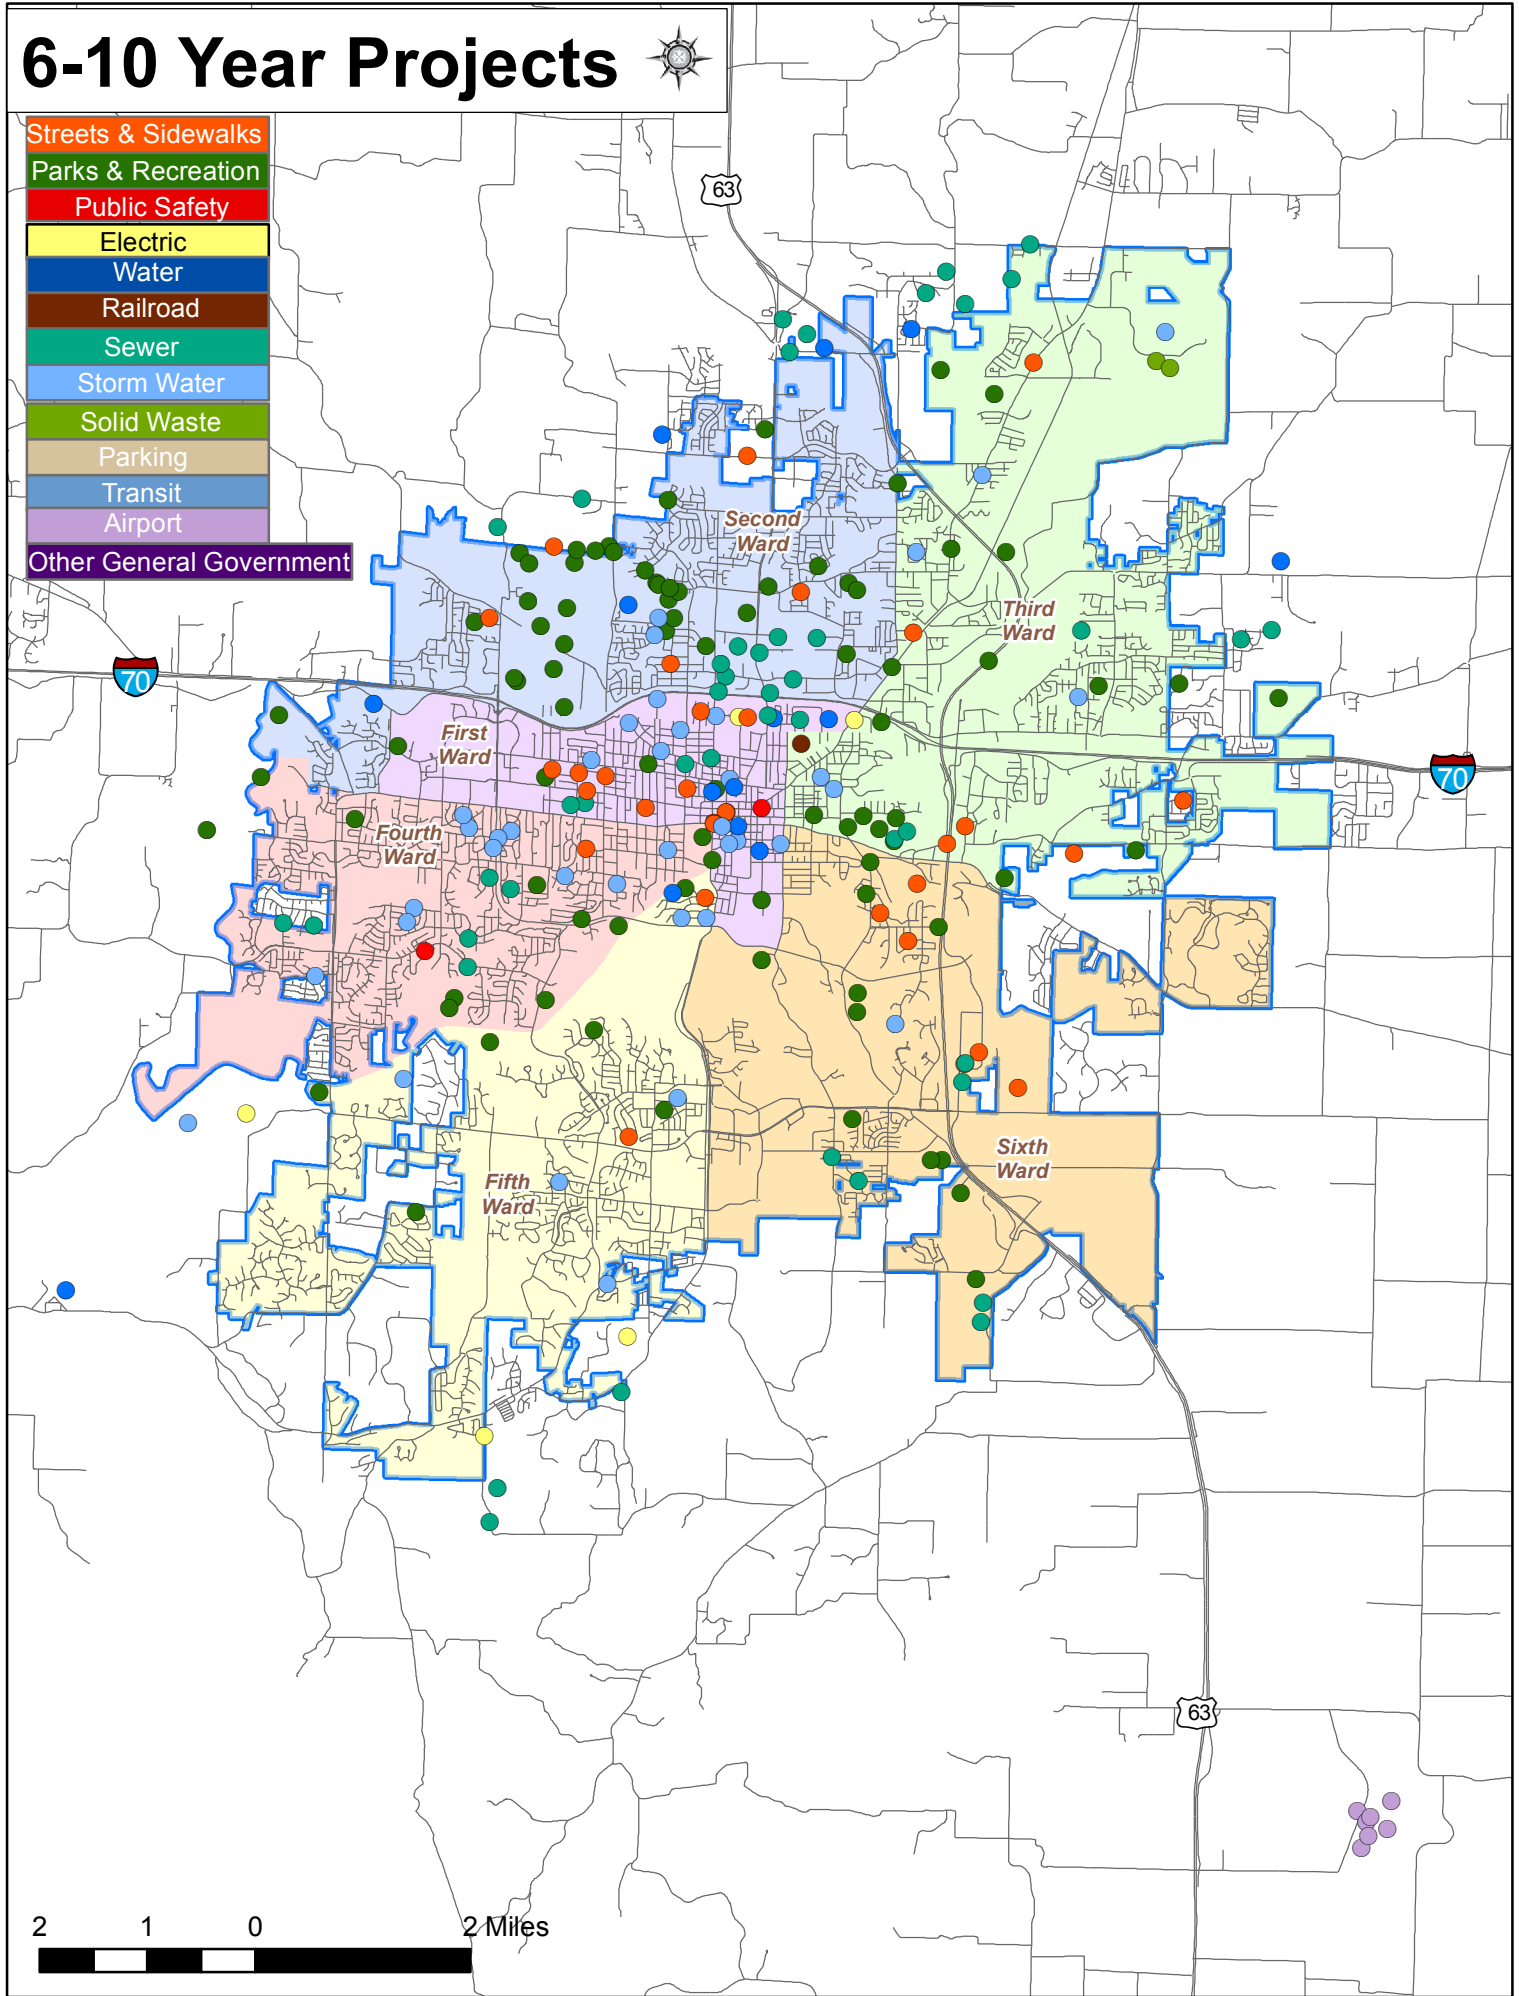 6-10 Year Projects
Streets & Sidewalks
Parks & Recreation
Public Safety
Electric
Water
Railroad
Sewer
Storm Water
Solid Waste
Parking
Transit
Airport
Other General Government
63
Second
Ward
Third
Ward
70
First
Ward
70
Fourth
Ward
Sixth
Ward
Fifth
Ward
63
2 1 0 2 Miles